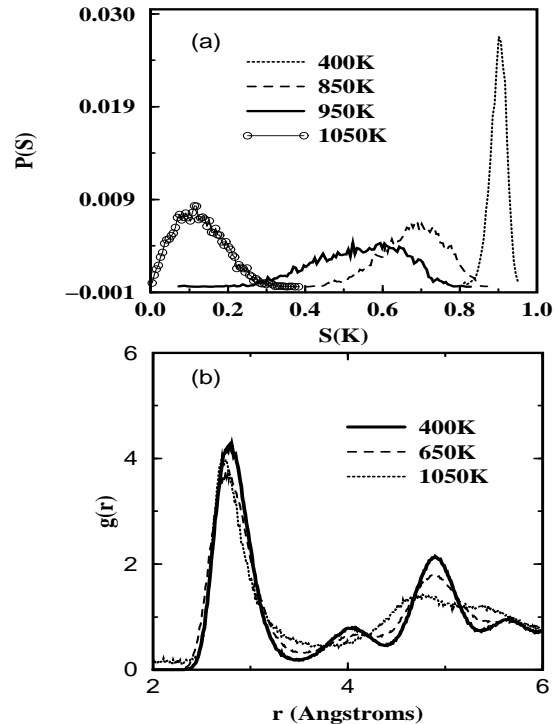 0.030
0.019
0.009
−0.001
P(S)
(a)
400K
850K
950K
1050K
0.0 0.2 0.4 0.6 0.8 1.0
S(K)
6
4
2
0
g(r)
(b)
400K
650K
1050K
2 4 6
r (Angstroms)